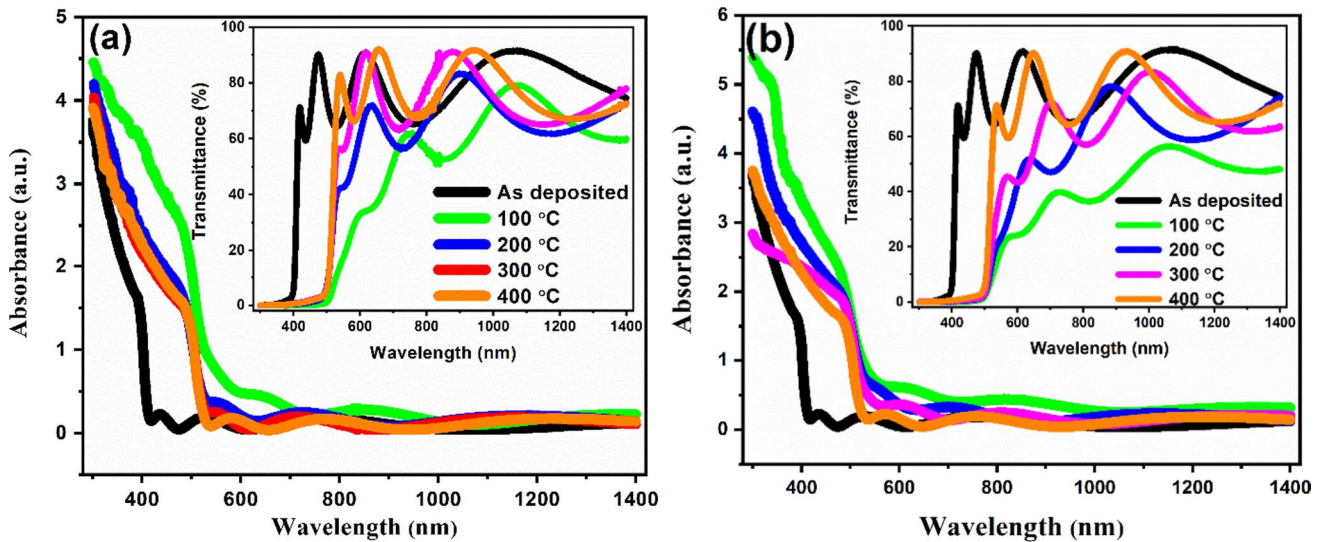 (a)
Absorbance (a.u.)
5
4
3
2
1
0
400
600
800
1000
1200
1400
Wavelength (nm)
Transmittance (%)
100
80
60
40
20
0
400
600
800
1000
1200
1400
Wavelength (nm)
As deposited
100 °C
200 °C
300 °C
400 °C
(b)
Absorbance (a.u.)
6
5
4
3
2
1
0
400
600
800
1000
1200
1400
Wavelength (nm)
Transmittance (%)
100
80
60
40
20
0
400
600
800
1000
1200
1400
Wavelength (nm)
As deposited
100 °C
200 °C
300 °C
400 °C